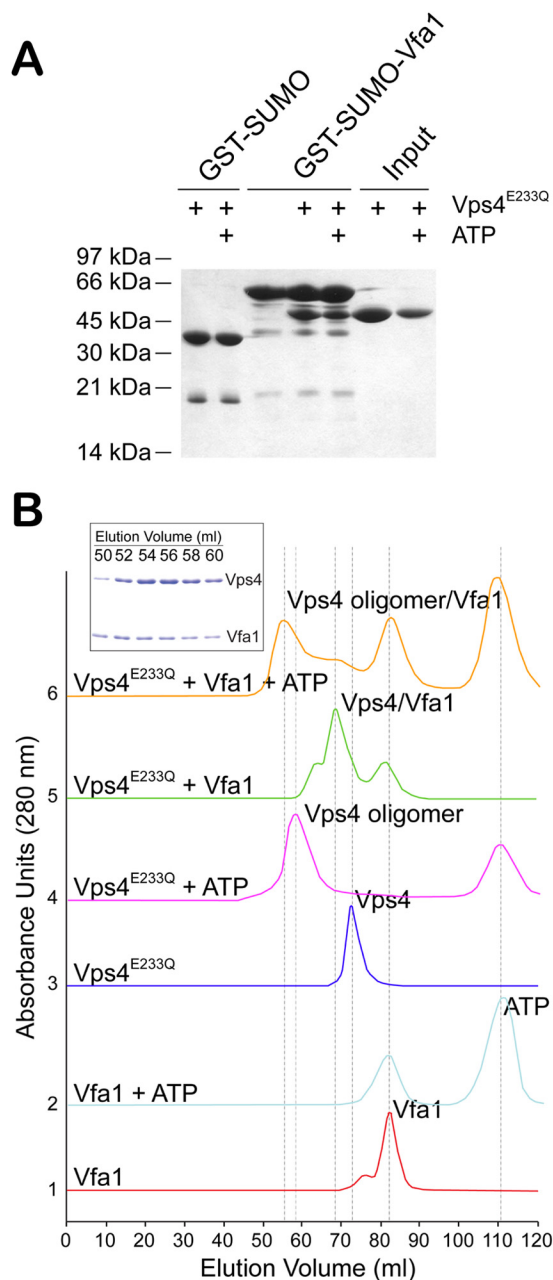 A
GST-SUMO GST-SUMO-Vfa1 Input
+ + + + + + Vps4E233Q
+ + + ATP
97 kDa
66 kDa
45 kDa
30 kDa
21 kDa
14 kDa
B
Elution Volume (ml)
50 52 54 56 58 60
Vps4
Vfa1
Vps4 oligomer/Vfa1
6 Vps4E233Q + Vfa1 + ATP
Vps4/Vfa1
5 Vps4E233Q + Vfa1
Vps4 oligomer
4 Vps4E233Q + ATP
Vps4
3 Vps4E233Q
ATP
2 Vfa1 + ATP
Vfa1
1 Vfa1
0 10 20 30 40 50 60 70 80 90 100 110 120
Elution Volume (ml)
Absorbance Units (280 nm)